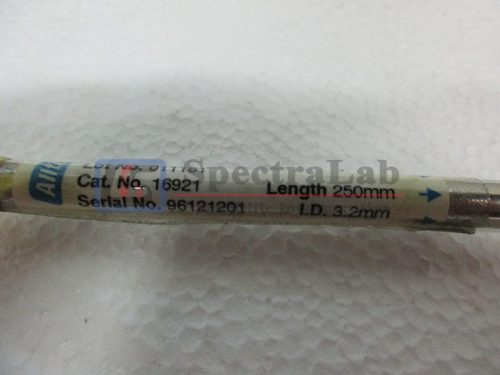 Cat. No. 16921 Length 250mm
Serial No. 96121201 I.D. 3.2mm
SpectraLab